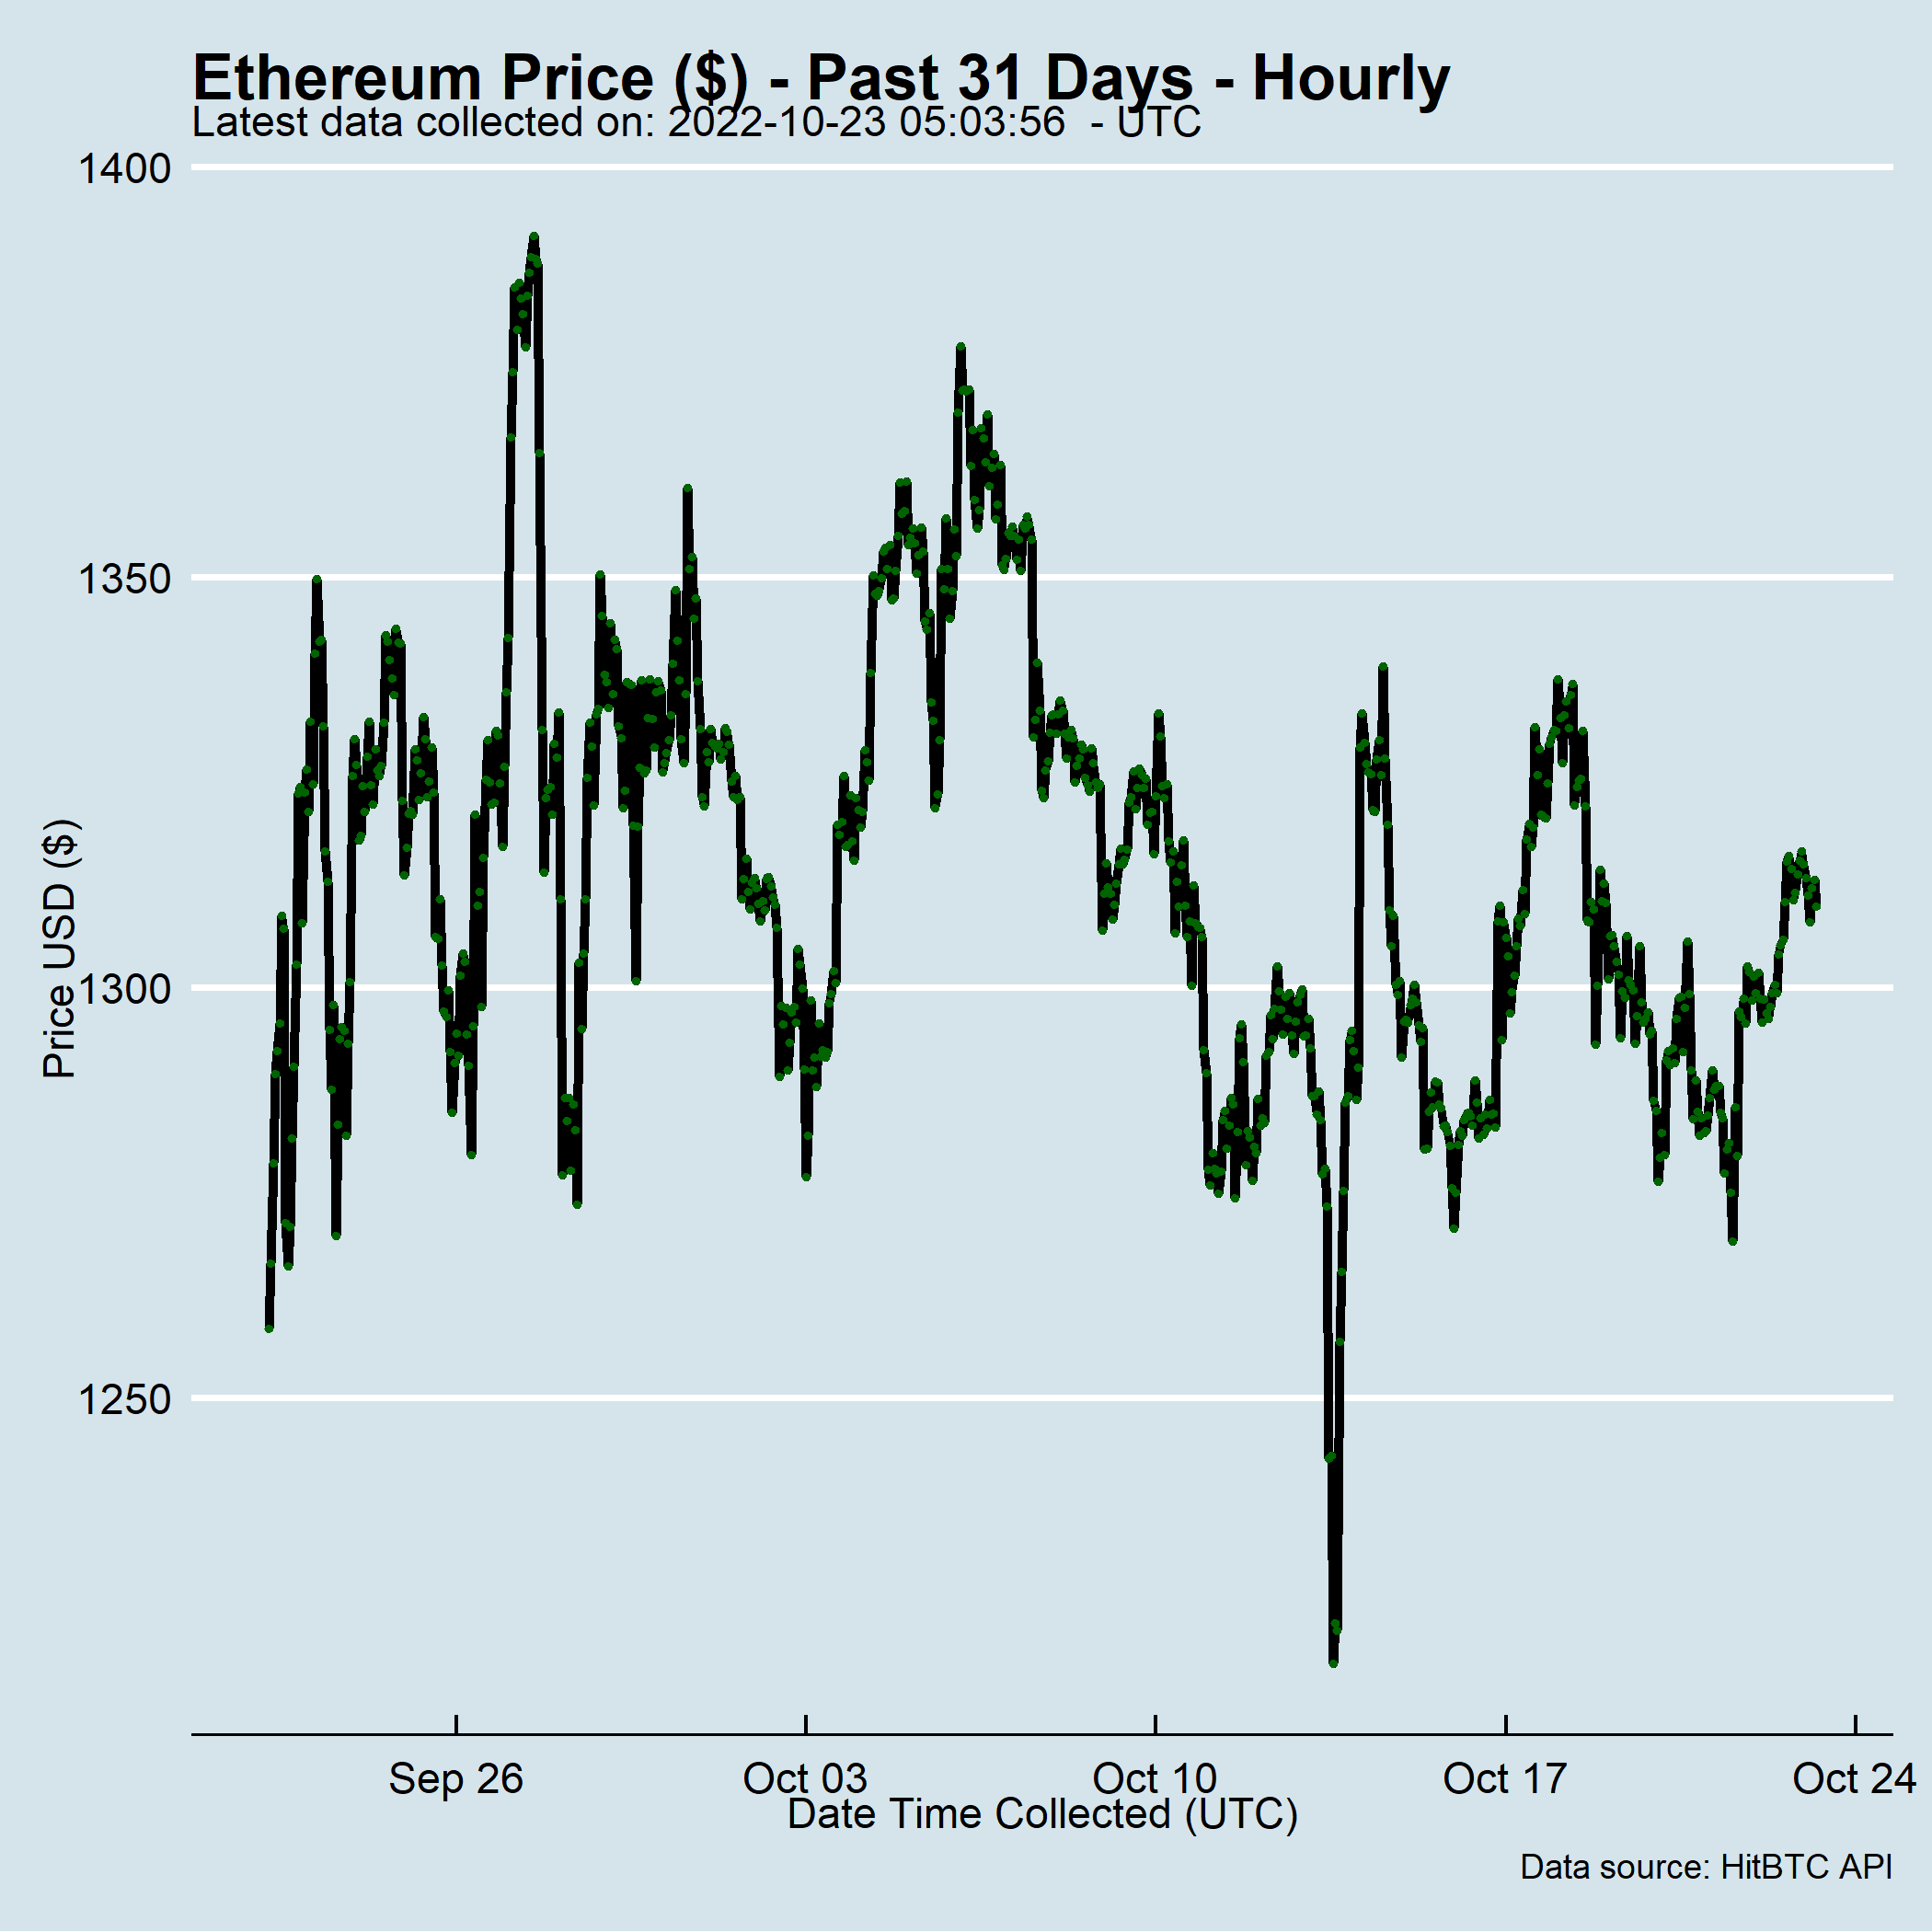 Ethereum Price ($) - Past 31 Days - Hourly
Latest data collected on: 2022-10-23 05:03:56  - UTC
1400
1350
1300
1250
Price USD ($)
Sep 26
Oct 03
Oct 10
Oct 17
Oct 24
Date Time Collected (UTC)
Data source: HitBTC API